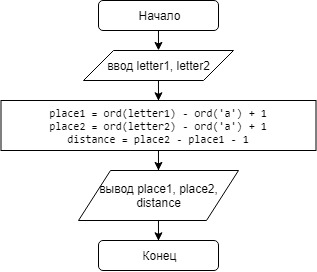 Начало
ввод letter1, letter2
place1 = ord(letter1) - ord('a') + 1
place2 = ord(letter2) - ord('a') + 1
distance = place2 - place1 - 1
вывод place1, place2,
distance
Конец